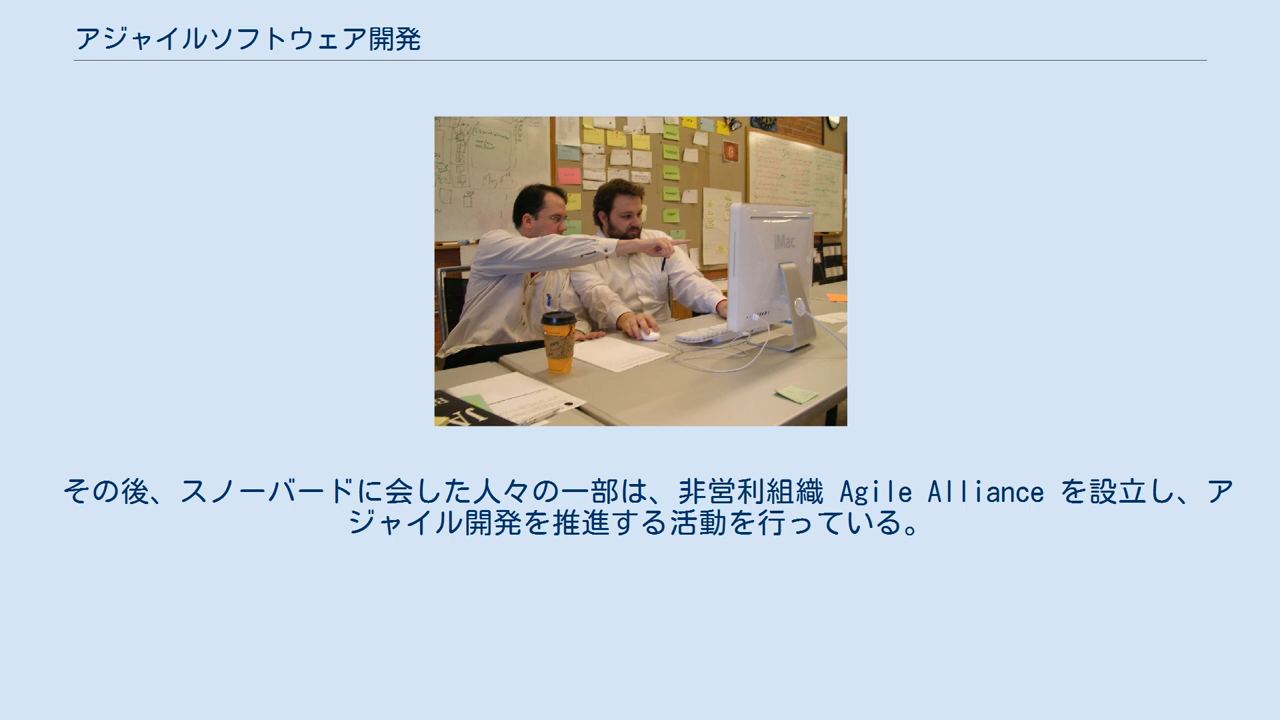 アジャイルソフトウェア開発
iMac
JA
その後、スノーバードに会した人々の一部は、非営利組織 Agile Alliance を設立し、ア
ジャイル開発を推進する活動を行っている。